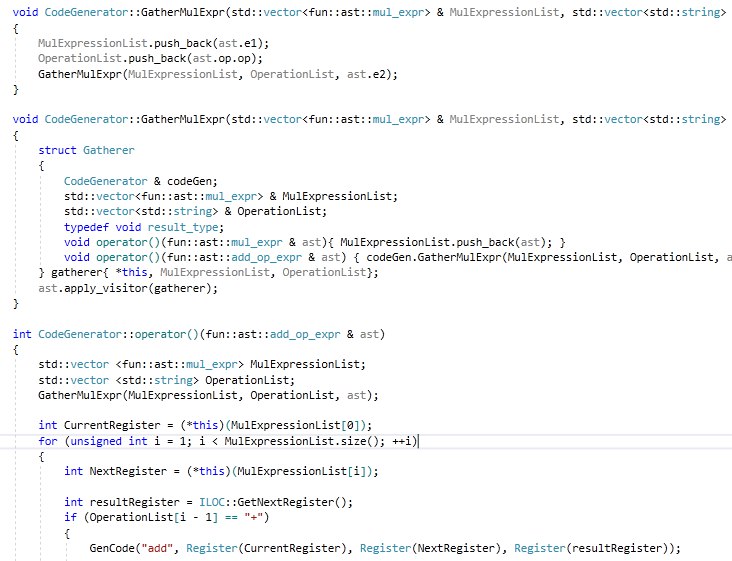 void CodeGenerator::GatherMulExpr(std::vector<fun::ast::mul_expr> & MulExpressionList, std::vector<std::string>
{
MulExpressionList.push_back(ast.e1);
OperationList.push_back(ast.op.op);
GatherMulExpr(MulExpressionList, OperationList, ast.e2);
}
void CodeGenerator::GatherMulExpr(std::vector<fun::ast::mul_expr> & MulExpressionList, std::vector<std::string>
{
struct Gatherer
{
CodeGenerator & codeGen;
std::vector<fun::ast::mul_expr> & MulExpressionList;
std::vector<std::string> & OperationList;
typedef void result_type;
void operator()(fun::ast::mul_expr & ast){ MulExpressionList.push_back(ast); }
void operator()(fun::ast::add_op_expr & ast) { codeGen.GatherMulExpr(MulExpressionList, OperationList, a
} gatherer{ *this, MulExpressionList, OperationList};
ast.apply_visitor(gatherer);
}
int CodeGenerator::operator()(fun::ast::add_op_expr & ast)
{
std::vector <fun::ast::mul_expr> MulExpressionList;
std::vector <std::string> OperationList;
GatherMulExpr(MulExpressionList, OperationList, ast);
int CurrentRegister = (*this)(MulExpressionList[0]);
for (unsigned int i = 1; i < MulExpressionList.size(); ++i)
{
int NextRegister = (*this)(MulExpressionList[i]);
int resultRegister = ILOC::GetNextRegister();
if (OperationList[i - 1] == "+")
{
GenCode("add", Register(CurrentRegister), Register(NextRegister), Register(resultRegister));